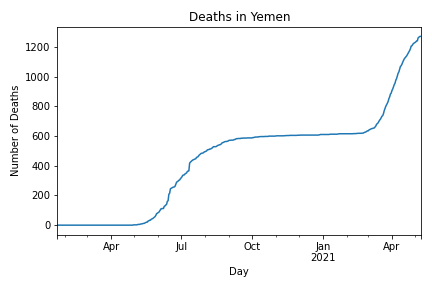 Deaths in Yemen
Number of Deaths
1200
1000
800
600
400
200
0
Apr
Jul
Oct
Jan
2021
Apr
Day